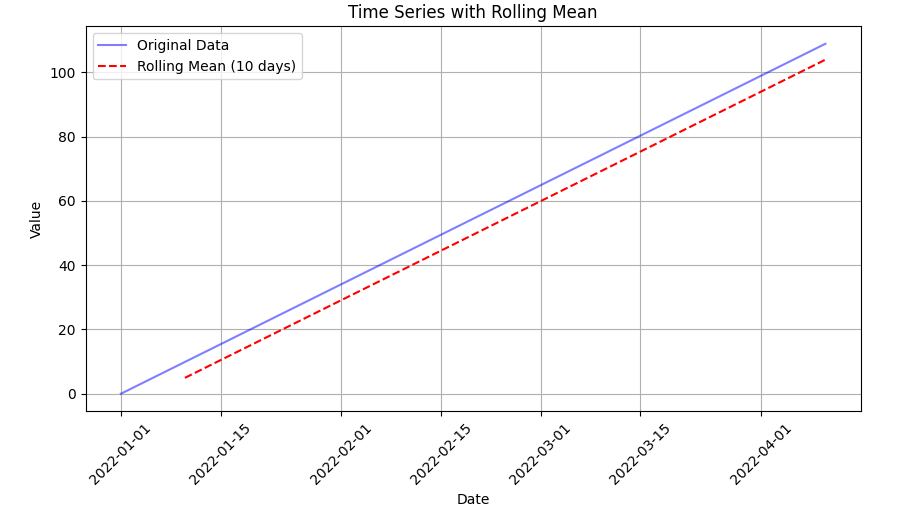 Time Series with Rolling Mean
Original Data
Rolling Mean (10 days)
Value
100
80
60
40
20
0
2022-01-01
2022-01-15
2022-02-01
2022-02-15
2022-03-01
2022-03-15
2022-04-01
Date